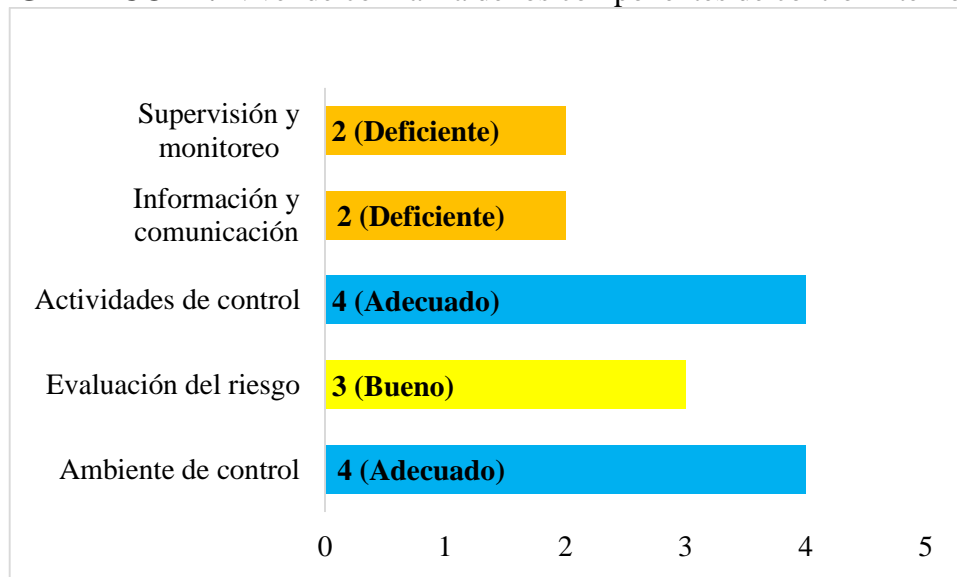 Supervisión y
monitoreo
2 (Deficiente)
Información y
comunicación
2 (Deficiente)
Actividades de control
4 (Adecuado)
Evaluación del riesgo
3 (Bueno)
Ambiente de control
4 (Adecuado)
0 1 2 3 4 5